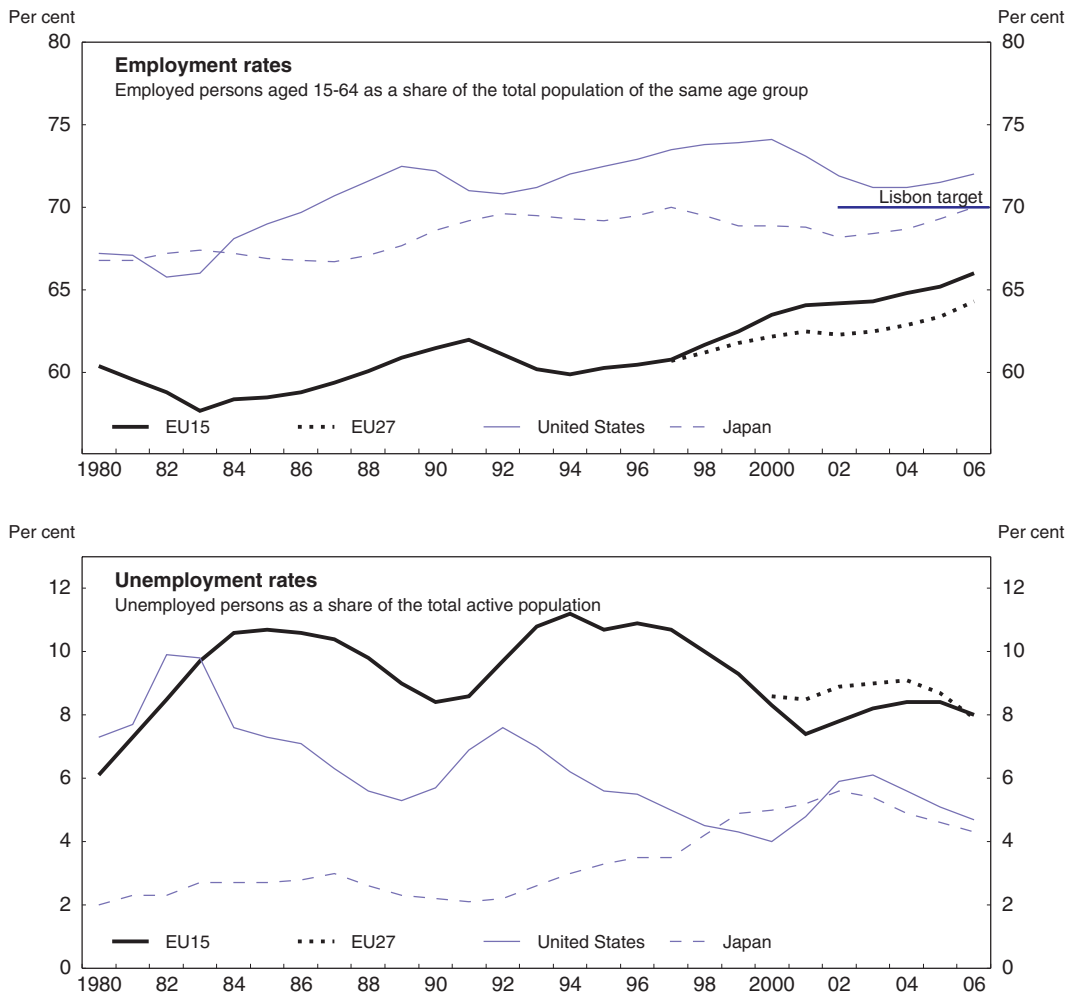 Per cent Per cent
80 80
Employment rates
Employed persons aged 15-64 as a share of the total population of the same age group
75 75
Lisbon target
70 70
65 65
60 60
EU15 EU27 United States Japan
1980 82 84 86 88 90 92 94 96 98 2000 02 04 06
Per cent Per cent
Unemployment rates
12 12
Unemployed persons as a share of the total active population
10 10
8 8
6 6
4 4
2 2
EU15 EU27 United States Japan
0 0
1980 82 84 86 88 90 92 94 96 98 2000 02 04 06